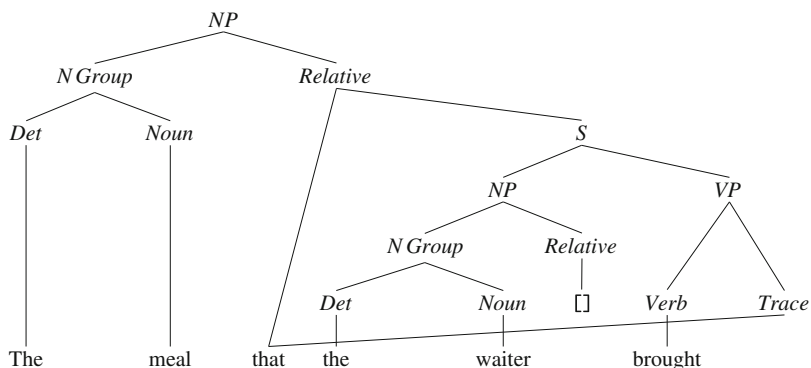 NP
N Group Relative
Det Noun S
NP VP
N Group Relative
Det Noun [] Verb Trace
The meal that the waiter brought